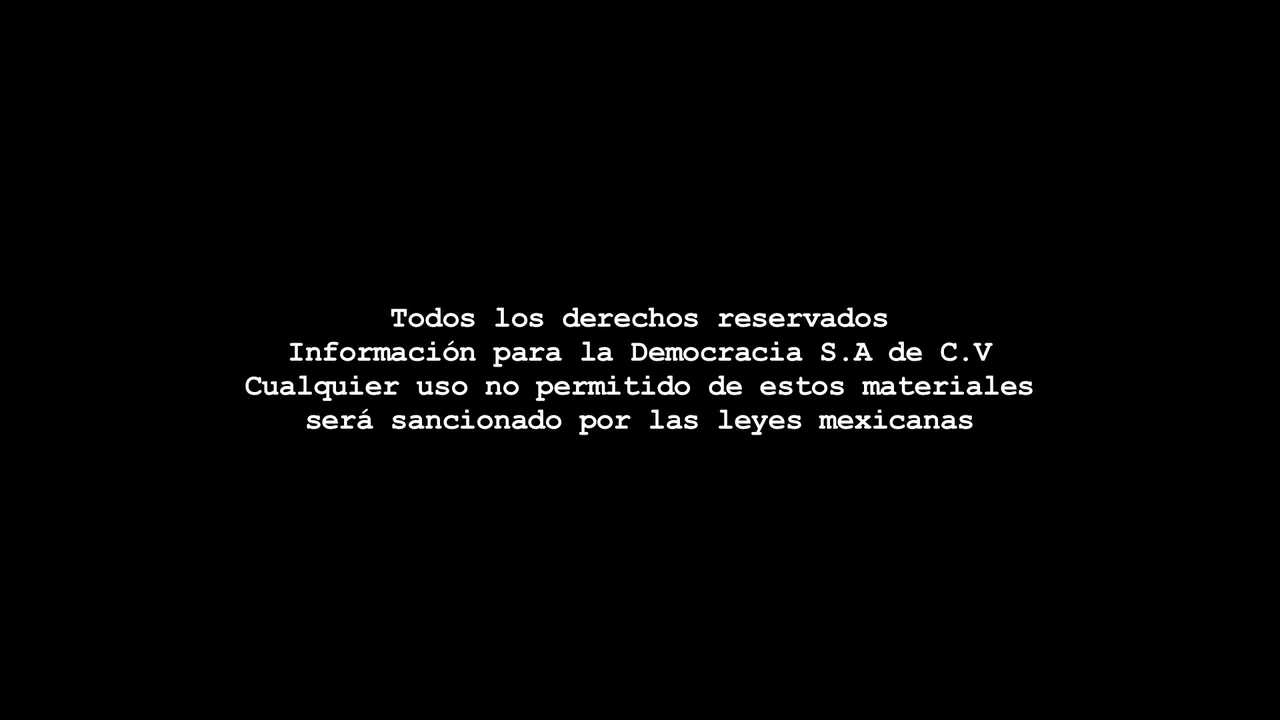 Todos los derechos reservados
Información para la Democracia S.A de C.V
Cualquier uso no permitido de estos materiales
será sancionado por las leyes mexicanas